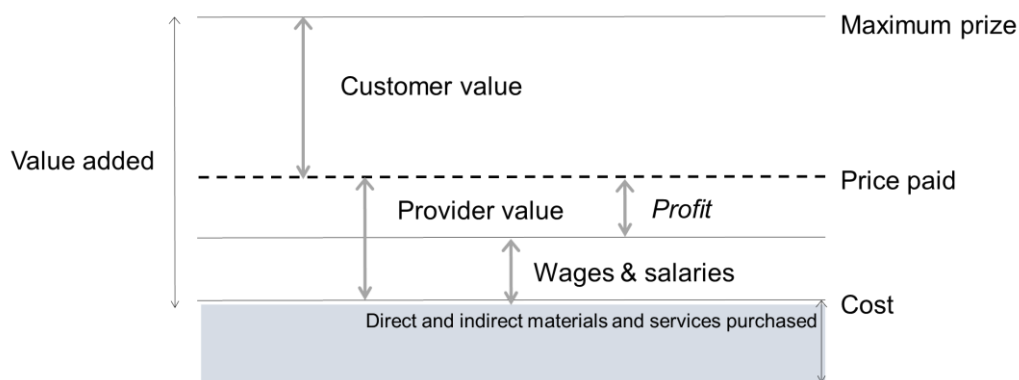 Maximum prize
Customer value
Value added
Price paid
Provider value
Profit
Wages & salaries
Cost
Direct and indirect materials and services purchased